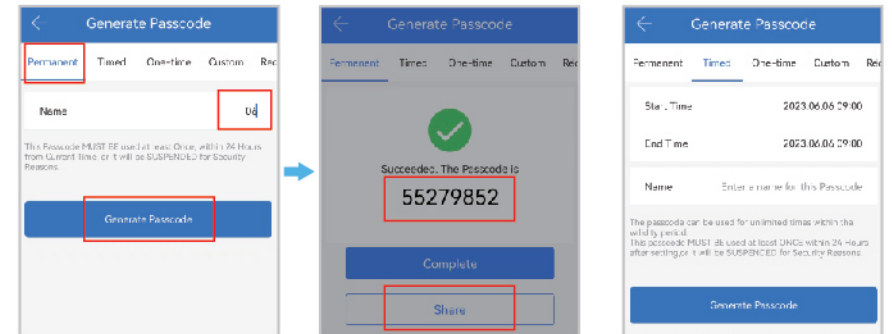 Generate Passcode
Permanent Timed One-time Custom Rec
Name 06
This Passcode MUST BE used at least Once, within 24 Hours
from Current Time, or it will be SUSPENDED for Security
Reasons.
Generate Passcode
Generate Passcode
Permanent Timed One-time Custom Rec
Succeeded. The Passcode is
55279852
Complete
Share
Generate Passcode
Permanent Timed One-time Custom Rec
Start Time 2023.06.06 09:00
End Time 2023.06.06 09:00
Name Enter a name for this Passcode
The passcode can be used for unlimited times within the
validity period.
This passcode MUST BE used at least ONCE within 24 Hours
after setting,or it will be SUSPENDED for Security Reasons.
Generate Passcode